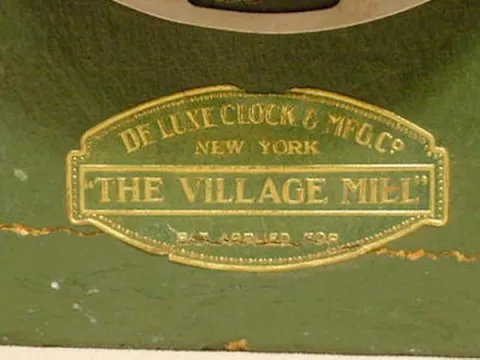 DE LUXE CLOCK & MFG. Co
NEW YORK
"THE VILLAGE MILL"
PAT. APPLIED FOR